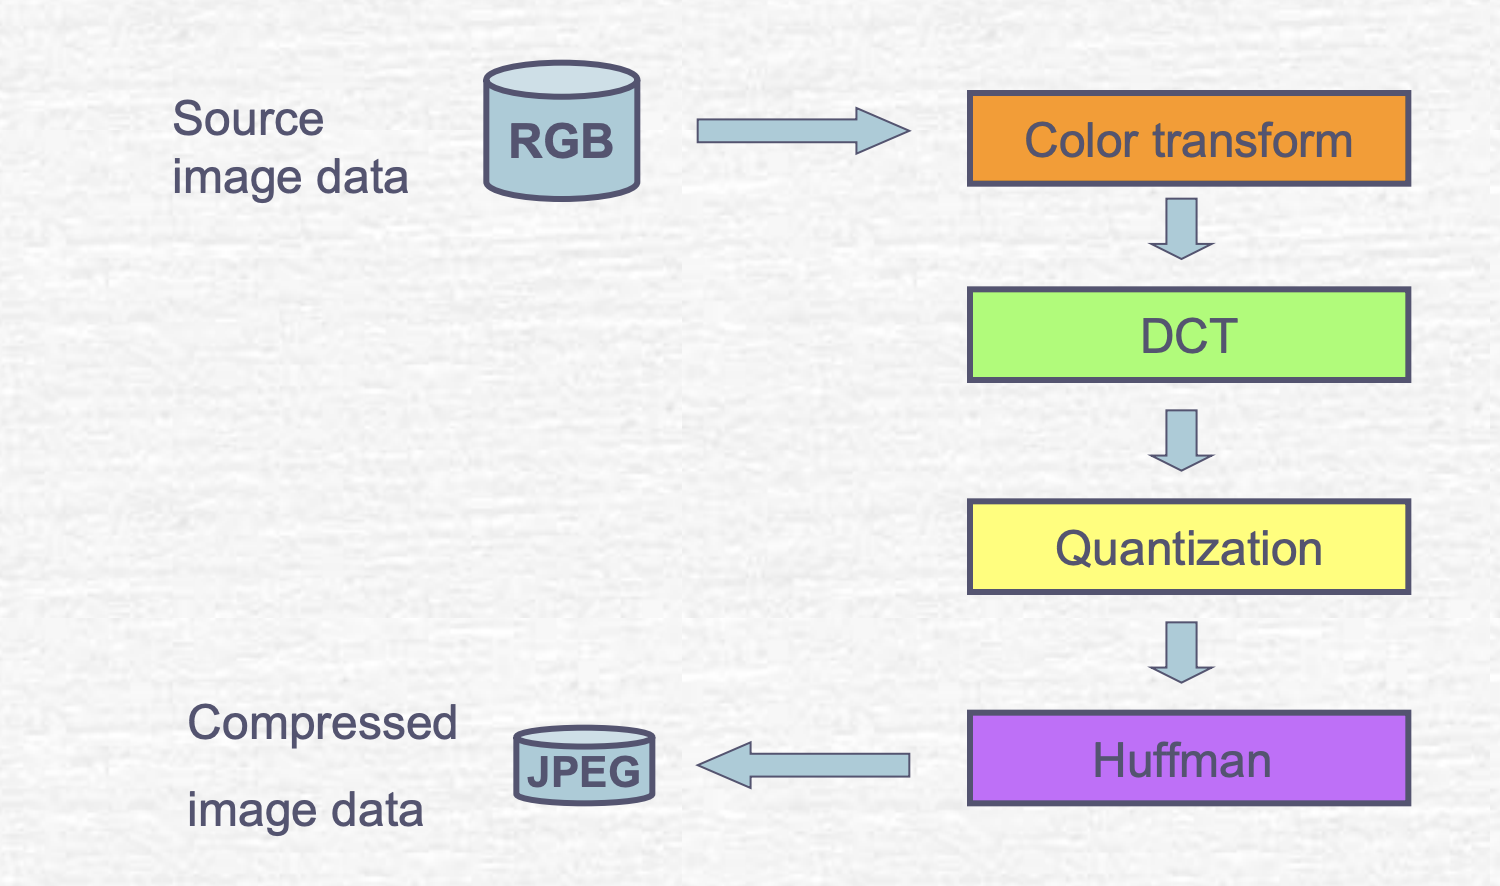 Source
image data
RGB
Color transform
DCT
Quantization
Huffman
JPEG
Compressed
image data